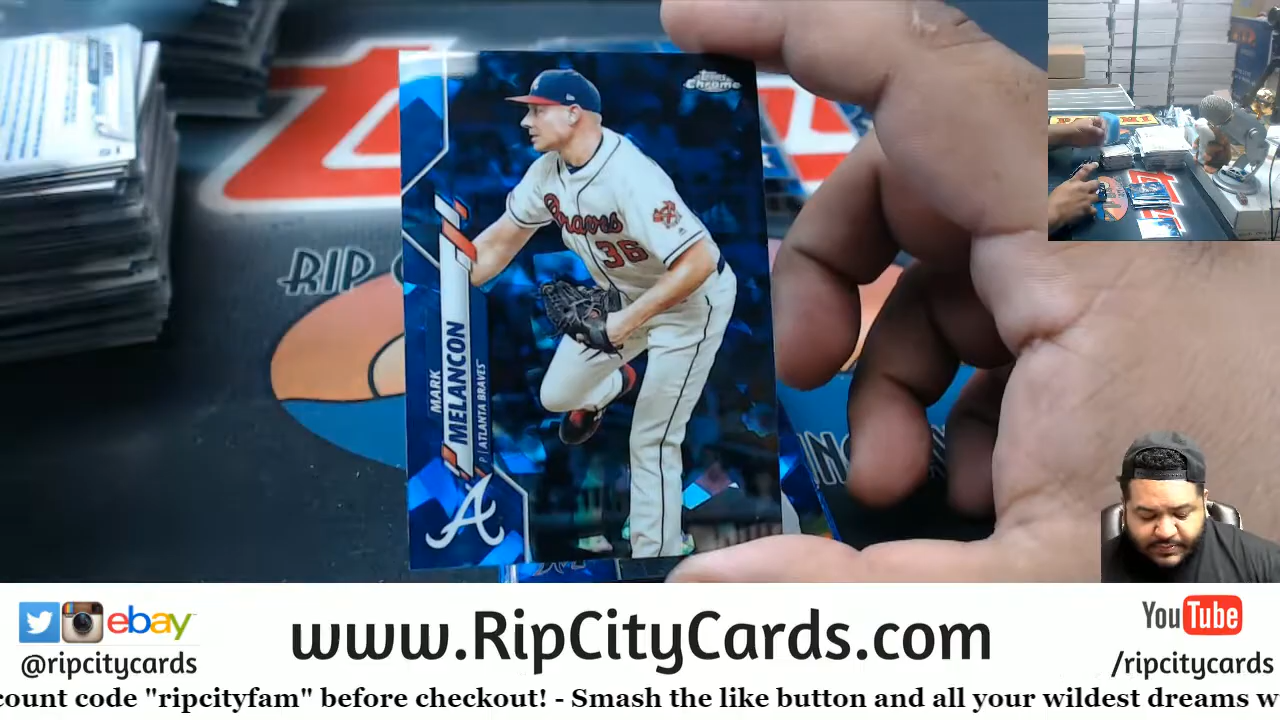 Topps
Chrome
Braves
36
MARK
MELANCON
P | ATLANTA BRAVES™
A
RIP
ebay
www.RipCityCards.com
YouTube
@ripcitycards
/ripcitycards
count code "ripcityfam" before checkout! - Smash the like button and all your wildest dreams w